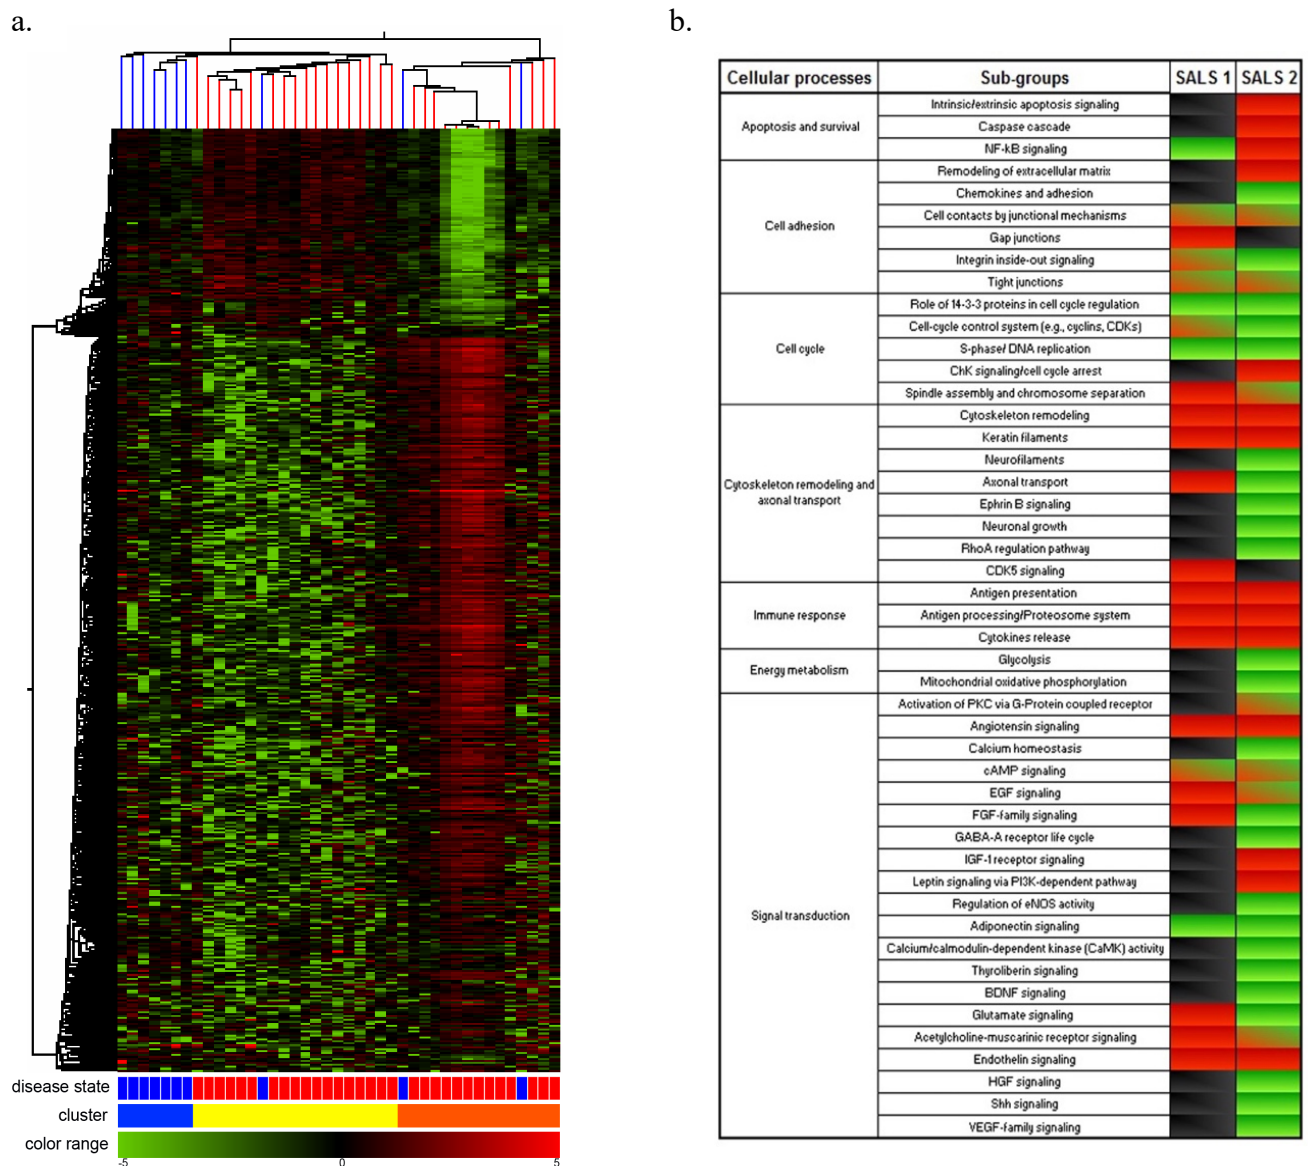 a.
disease state
cluster
color range
-5 0 5
b.
Cellular processes Sub-groups SALS 1 SALS 2
Apoptosis and survival
Intrinsic/extrinsic apoptosis signaling
Caspase cascade
NF-kB signaling
Cell adhesion
Remodeling of extracellular matrix
Chemokines and adhesion
Cell contacts by junctional mechanisms
Gap junctions
Integrin inside-out signaling
Tight junctions
Cell cycle
Role of 14-3-3 proteins in cell cycle regulation
Cell-cycle control system (e.g., cyclins, CDKs)
S-phase/ DNA replication
ChK signaling/cell cycle arrest
Spindle assembly and chromosome separation
Cytoskeleton remodeling and
axonal transport
Cytoskeleton remodeling
Keratin filaments
Neurofilaments
Axonal transport
Ephrin B signaling
Neuronal growth
RhoA regulation pathway
CDK5 signaling
Immune response
Antigen presentation
Antigen processing/Proteosome system
Cytokines release
Energy metabolism
Glycolysis
Mitochondrial oxidative phosphorylation
Signal transduction
Activation of PKC via G-Protein coupled receptor
Angiotensin signaling
Calcium homeostasis
cAMP signaling
EGF signaling
FGF-family signaling
GABA-A receptor life cycle
IGF-1 receptor signaling
Leptin signaling via PI3K-dependent pathway
Regulation of eNOS activity
Adiponectin signaling
Calcium/calmodulin-dependent kinase (CaMK) activity
Thyroliberin signaling
BDNF signaling
Glutamate signaling
Acetylcholine-muscarinic receptor signaling
Endothelin signaling
HGF signaling
Shh signaling
VEGF-family signaling